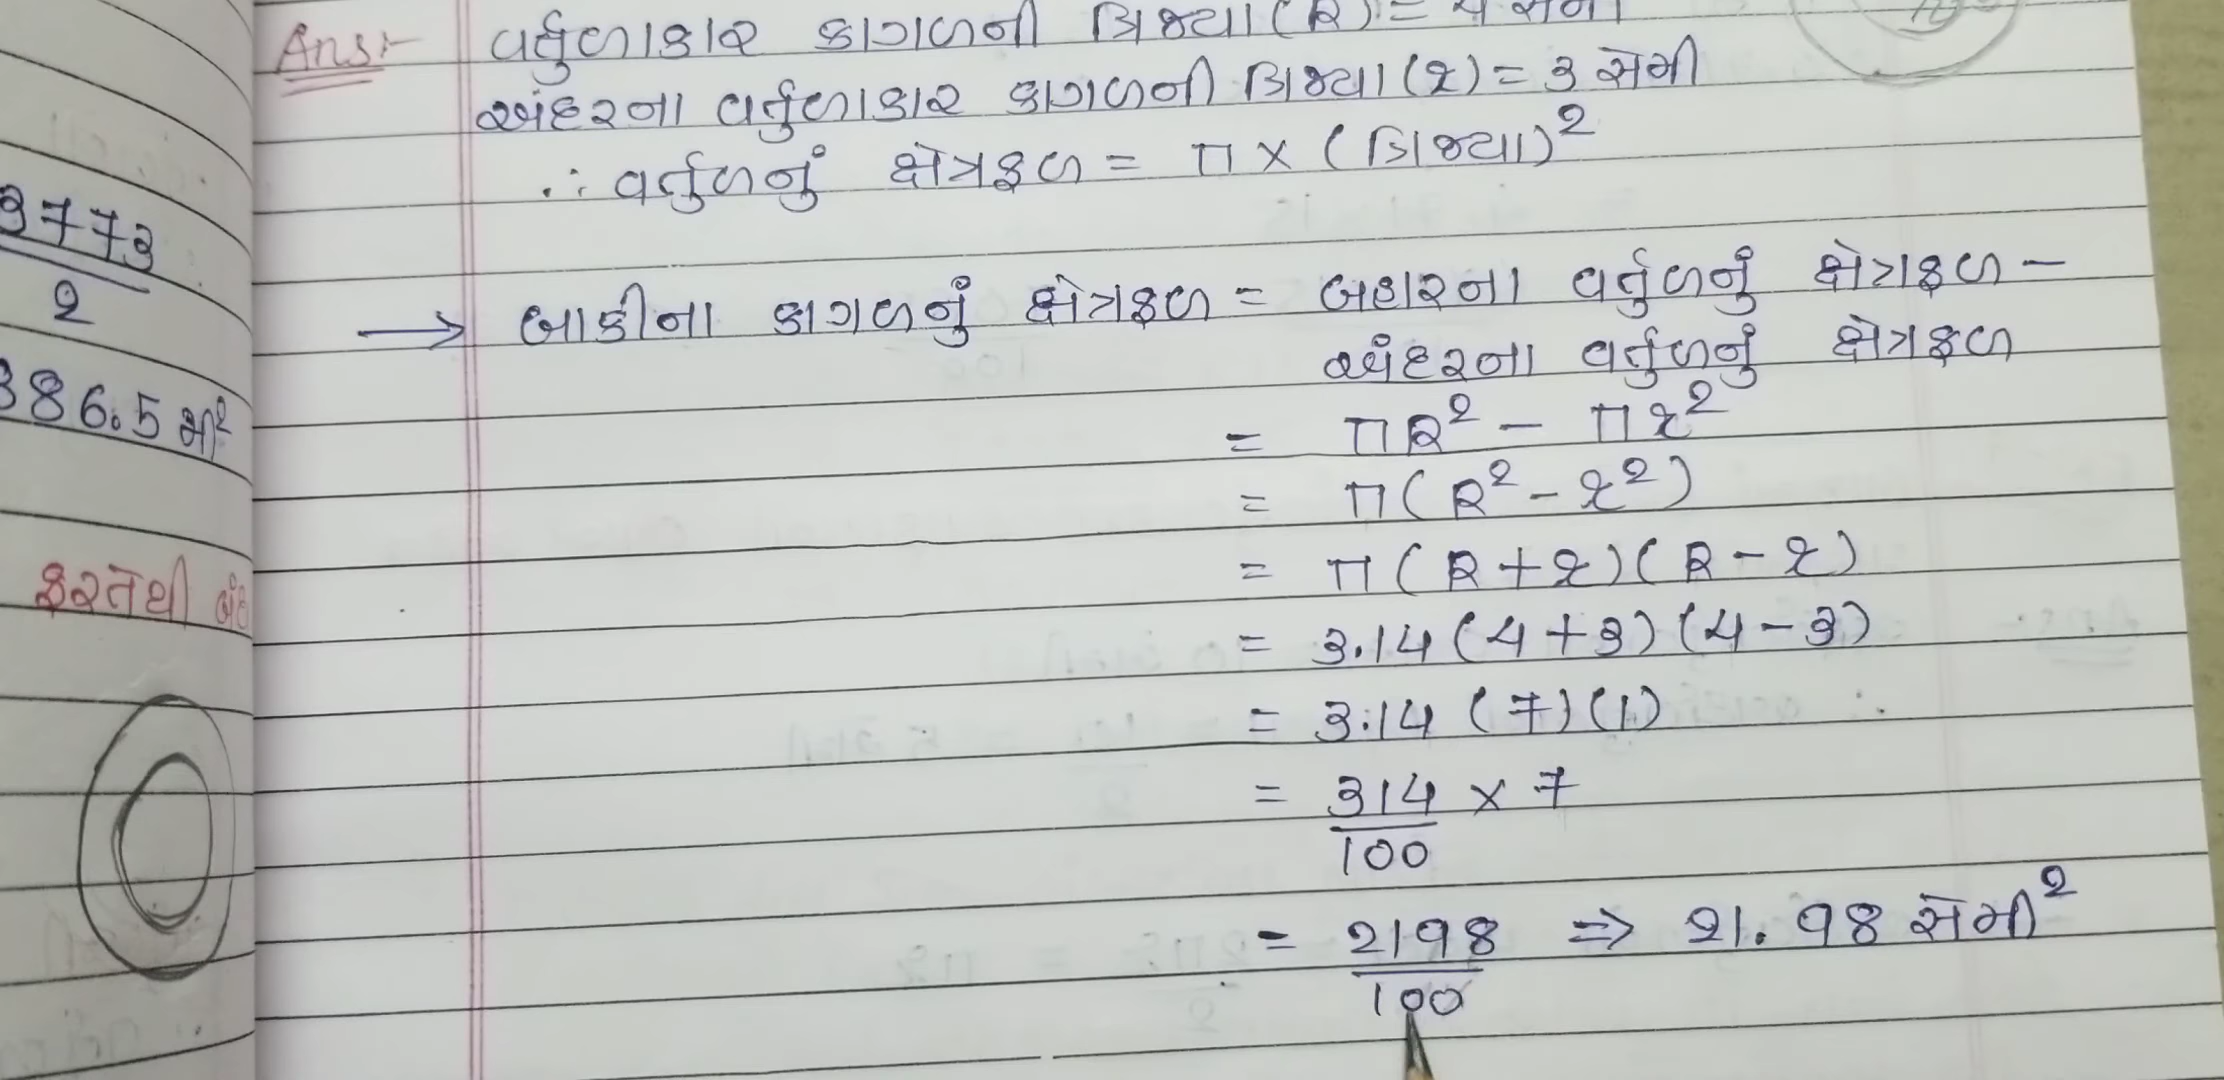 3773
2
386.5 મી²
ફરતેથી
Ans:- વર્તુળાકાર કાગળની ત્રિજ્યા (R) = 4 સેમી
અંદરના વર્તુળાકાર કાગળની ત્રિજ્યા (r) = 3 સેમી
∴ વર્તુળનું ક્ષેત્રફળ = π × (ત્રિજ્યા)²
→ બાકીના કાગળનું ક્ષેત્રફળ = બહારના વર્તુળનું ક્ષેત્રફળ –
અંદરના વર્તુળનું ક્ષેત્રફળ
= πR² – πr²
= π(R² – r²)
= π(R + r)(R – r)
= 3.14 (4 + 3) (4 – 3)
= 3.14 (7) (1)
= 314 × 7
100
= 2198 ⇒ 21.98 સેમી²
100